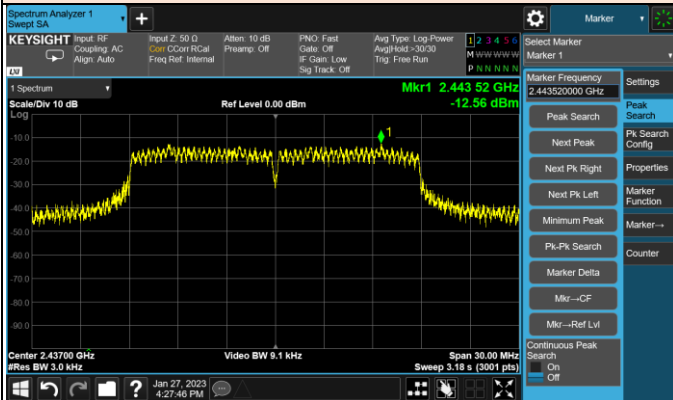 Spectrum Analyzer 1
Swept SA
Marker
KEYSIGHT
Input: RF
Coupling: AC
Align: Auto
Input Z: 50 Ω
Corr CCorr RCal
Freq Ref: Internal
Atten: 10 dB
Preamp: Off
PNO: Fast
Gate: Off
IF Gain: Low
Sig Track: Off
Avg Type: Log-Power
Avg|Hold:>30/30
Trig: Free Run
1 2 3 4 5 6
M W W W W W
P N N N N N
LXI
Select Marker
Marker 1
1 Spectrum
Mkr1 2.443 52 GHz
Scale/Div 10 dB
Ref Level 0.00 dBm
-12.56 dBm
Log
1
-10.0
-20.0
-30.0
-40.0
-50.0
-60.0
-70.0
-80.0
-90.0
Center 2.43700 GHz
Video BW 9.1 kHz
Span 30.00 MHz
#Res BW 3.0 kHz
Sweep 3.18 s (3001 pts)
Marker Frequency
2.443520000 GHz
Peak Search
Next Peak
Next Pk Right
Next Pk Left
Minimum Peak
Pk-Pk Search
Marker Delta
Mkr→CF
Mkr→Ref Lvl
Continuous Peak
Search
On
Off
Settings
Peak
Search
Pk Search
Config
Properties
Marker
Function
Marker→
Counter
?
Jan 27, 2023
4:27:46 PM